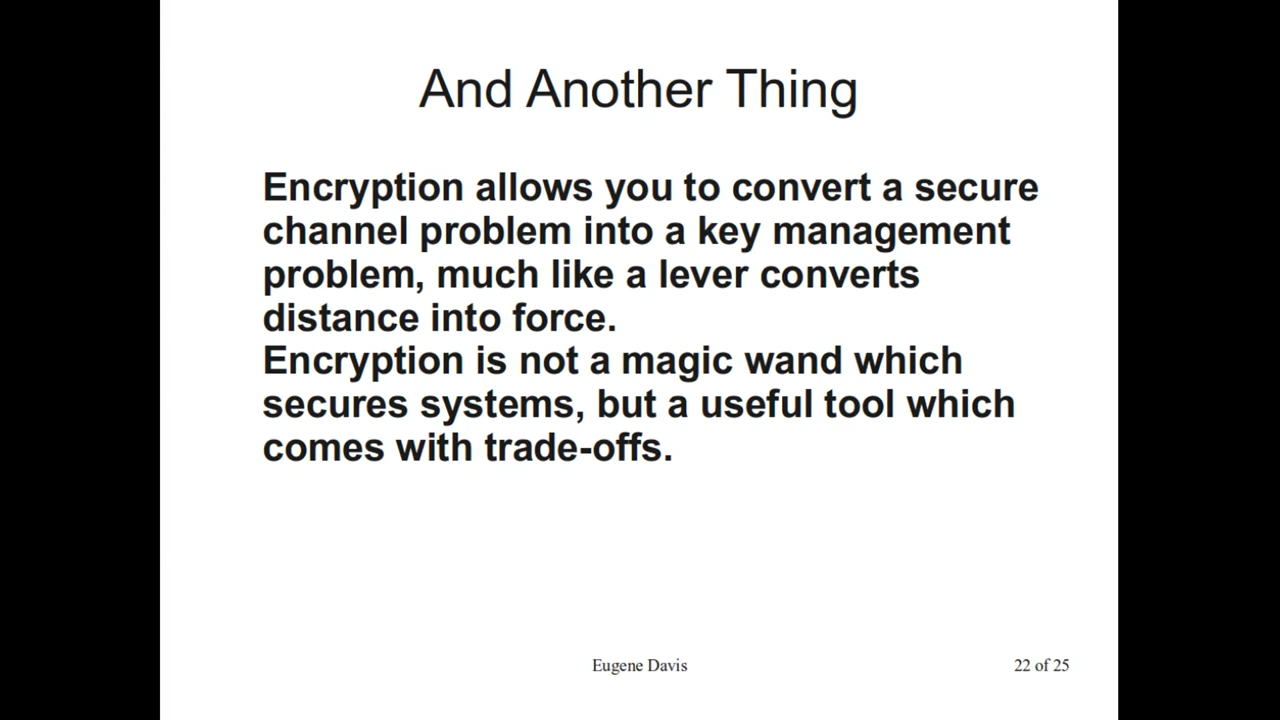 And Another Thing
Encryption allows you to convert a secure
channel problem into a key management
problem, much like a lever converts
distance into force.
Encryption is not a magic wand which
secures systems, but a useful tool which
comes with trade-offs.
Eugene Davis
22 of 25